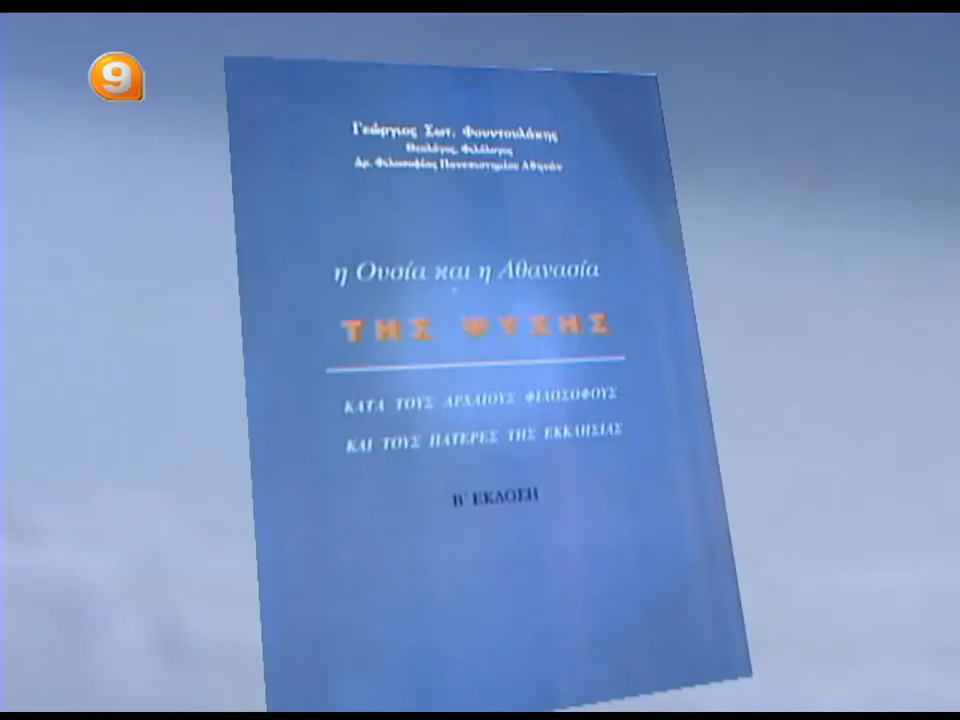 9
Γεώργιος Σωτ. Φουντουλάκης
Θεολόγος, Φιλόλογος
Δρ. Φιλοσοφίας Πανεπιστημίου Αθηνών
η Ουσία και η Αθανασία
ΤΗΣ ΨΥΧΗΣ
ΚΑΤΑ ΤΟΥΣ ΑΡΧΑΙΟΥΣ ΦΙΛΟΣΟΦΟΥΣ
ΚΑΙ ΤΟΥΣ ΠΑΤΕΡΕΣ ΤΗΣ ΕΚΚΛΗΣΙΑΣ
Β' ΕΚΔΟΣΗ